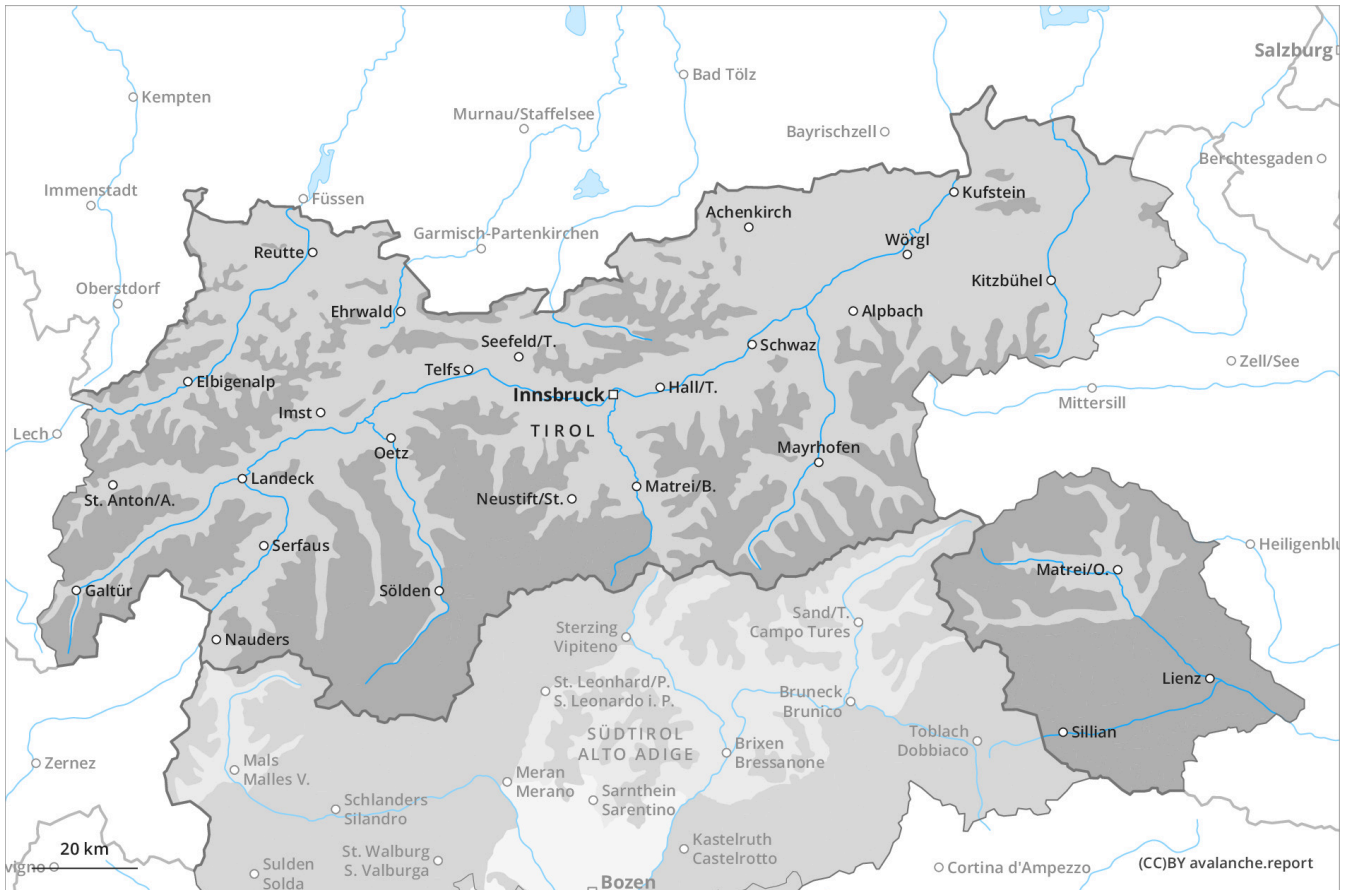 Salzburg
Bad Tölz
Kempten
Murnau/Staffelsee
Bayrischzell
Berchtesgaden
Immenstadt
Füssen
Kufstein
Achenkirch
Garmisch-Partenkirchen
Wörgl
Reutte
Kitzbühel
Oberstdorf
Ehrwald
Alpbach
Seefeld/T.
Schwaz
Zell/See
Telfs
Elbigenalp
Hall/T.
Innsbruck
Mittersill
Imst
TIROL
Lech
Oetz
Mayrhofen
Landeck
St. Anton/A.
Neustift/St.
Matrei/B.
Serfaus
Heiligenblu
Matrei/O.
Galtür
Sölden
Sand/T.
Campo Tures
Sterzing
Vipiteno
Nauders
Lienz
St. Leonhard/P.
S. Leonardo i. P.
Bruneck
Brunico
SÜDTIROL
ALTO ADIGE
Toblach
Dobbiaco
Sillian
Brixen
Bressanone
Zernez
Mals
Malles V.
Meran
Merano
Sarnthein
Sarentino
Schlanders
Silandro
Kastelruth
Castelrotto
20 km
St. Walburg
S. Valburga
vigno
Sulden
Solda
Cortina d'Ampezzo
(CC)BY avalanche.report
Bozen